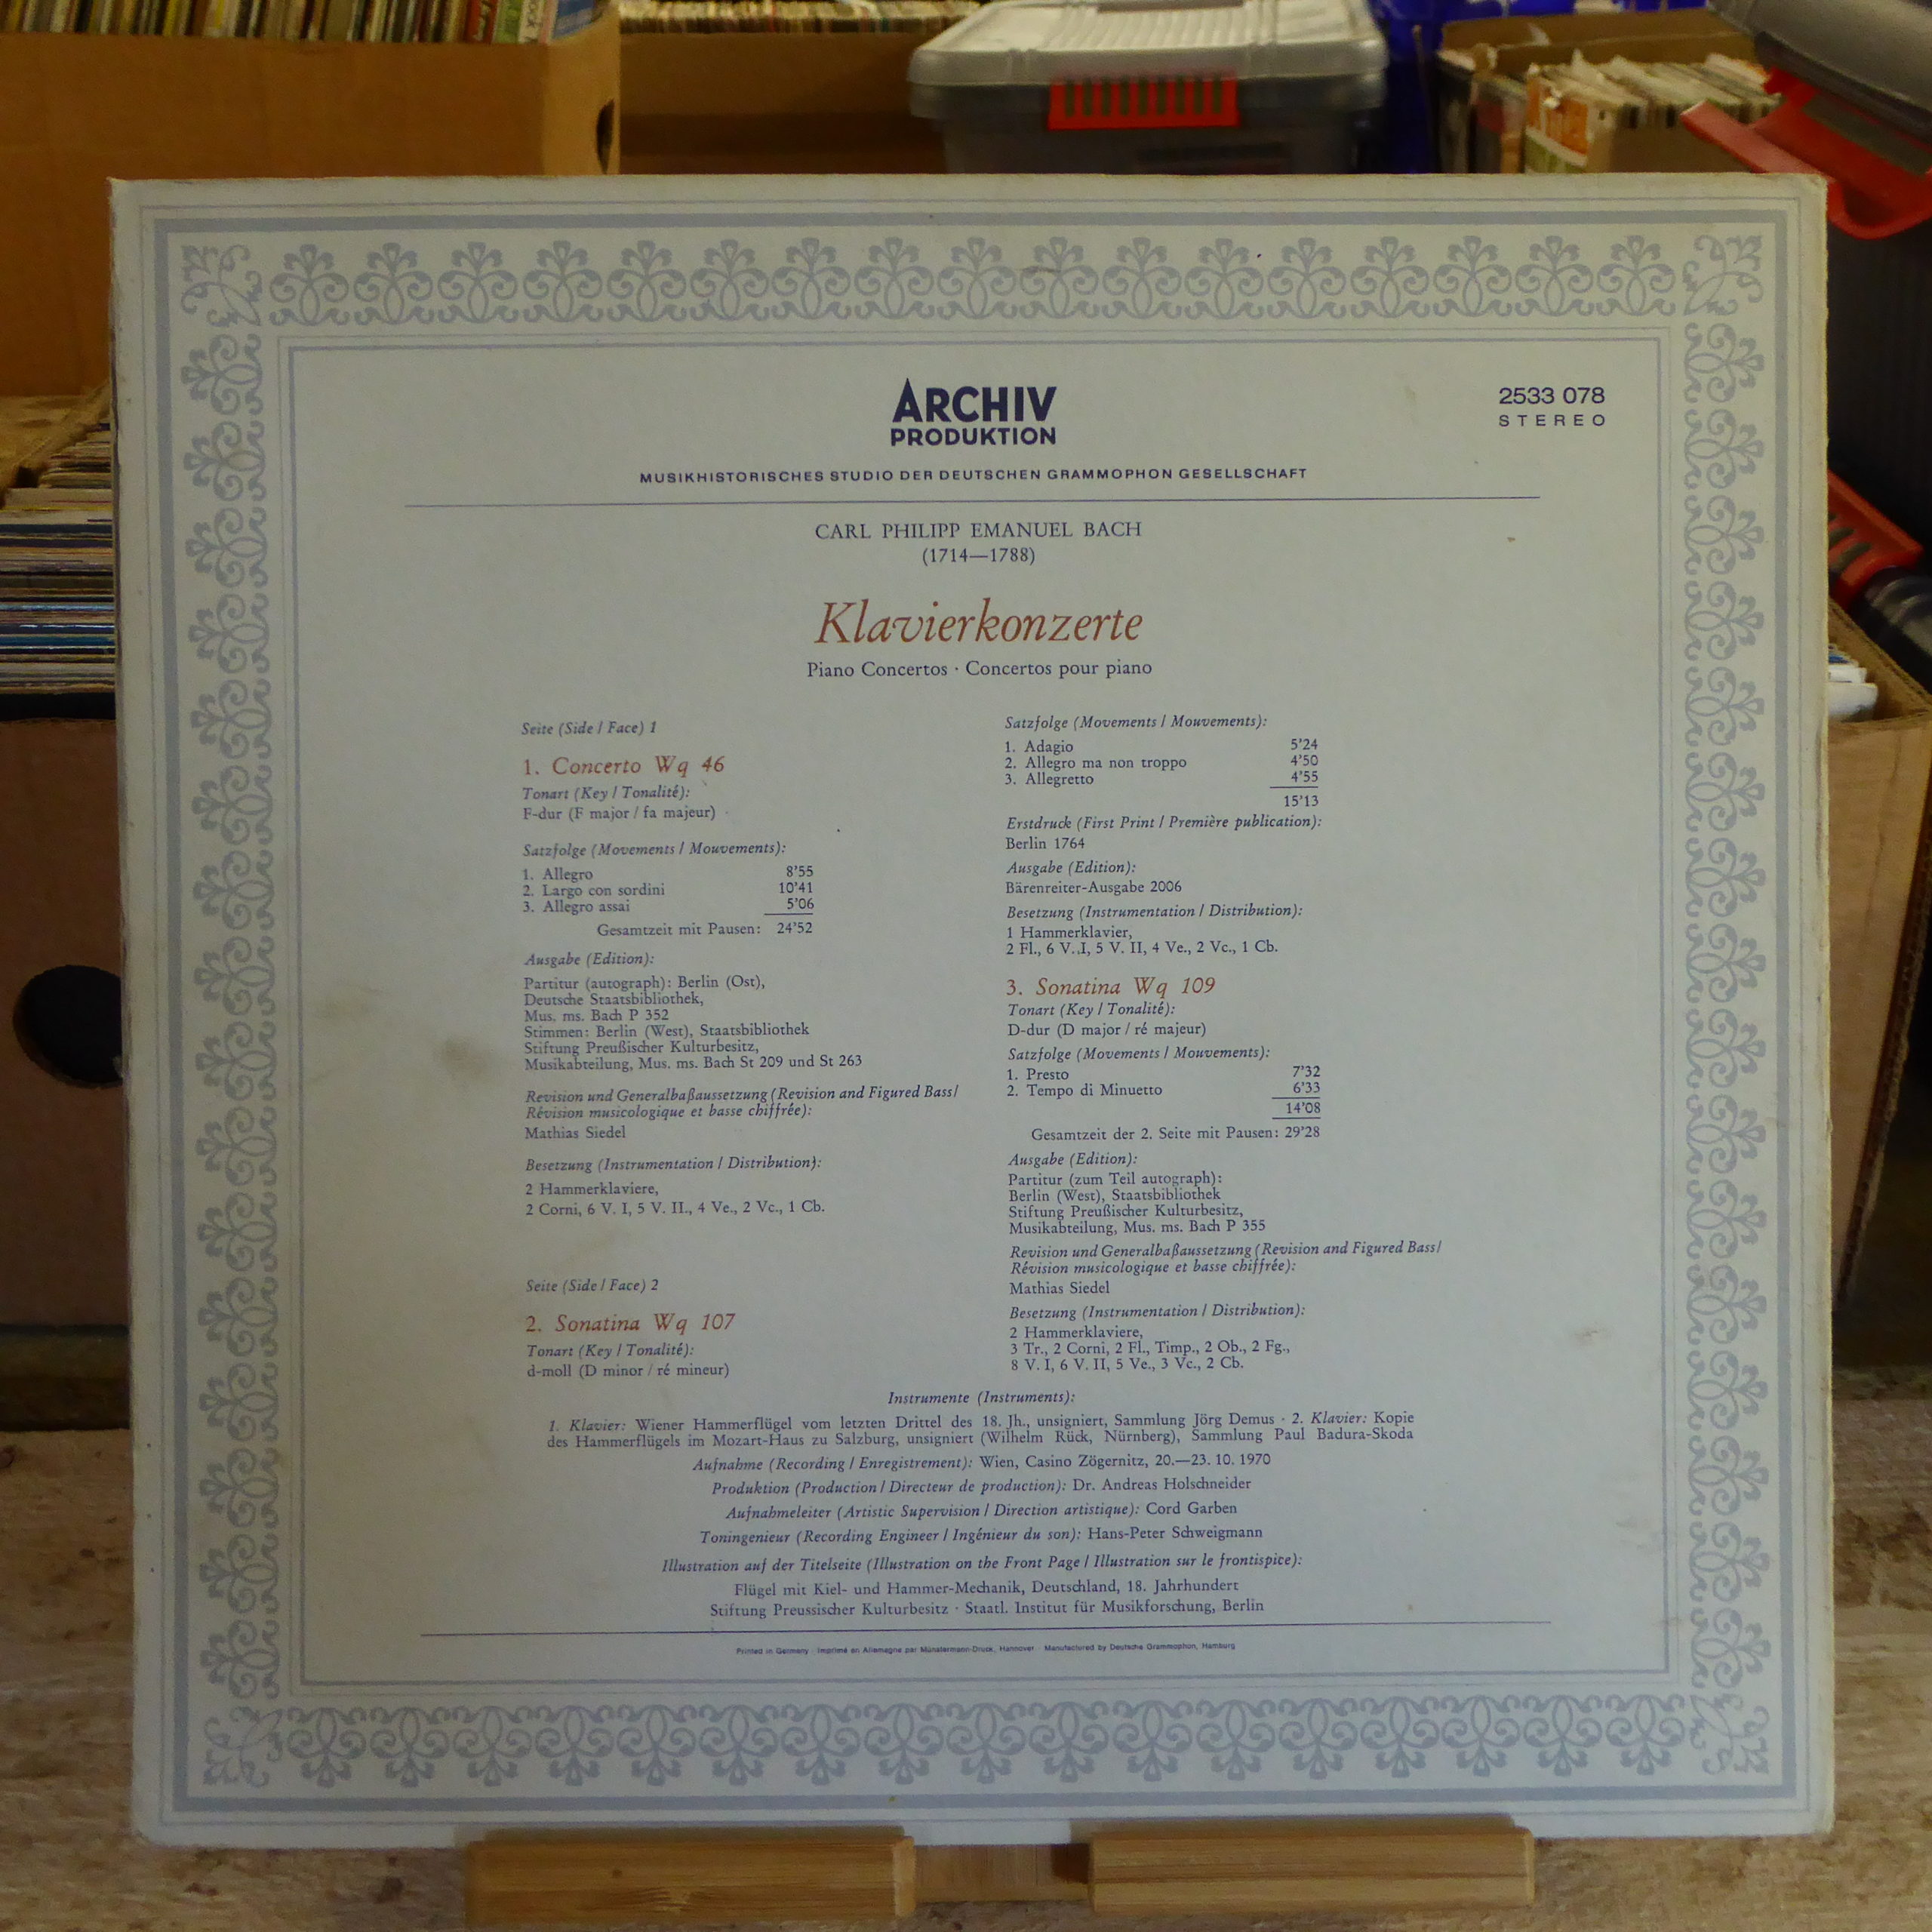 ARCHIV
PRODUKTION
2533 078
STEREO
MUSIKHISTORISCHES STUDIO DER DEUTSCHEN GRAMMOPHON GESELLSCHAFT
CARL PHILIPP EMANUEL BACH
(1714—1788)
Klavierkonzerte
Piano Concertos · Concertos pour piano
Seite (Side / Face) 1
1. Concerto Wq 46
Tonart (Key / Tonalité):
F-dur (F major / fa majeur)
Satzfolge (Movements / Mouvements):
1. Allegro 8'55
2. Largo con sordini 10'41
3. Allegro assai 5'06
Gesamtzeit mit Pausen: 24'52
Ausgabe (Edition):
Partitur (autograph): Berlin (Ost),
Deutsche Staatsbibliothek,
Mus. ms. Bach P 352
Stimmen: Berlin (West), Staatsbibliothek
Stiftung Preußischer Kulturbesitz,
Musikabteilung, Mus. ms. Bach St 209 und St 263
Revision und Generalbaßaussetzung (Revision and Figured Bass /
Révision musicologique et basse chiffrée):
Mathias Siedel
Besetzung (Instrumentation / Distribution):
2 Hammerklaviere,
2 Corni, 6 V. I, 5 V. II., 4 Ve., 2 Vc., 1 Cb.
Seite (Side / Face) 2
2. Sonatina Wq 107
Tonart (Key / Tonalité):
d-moll (D minor / ré mineur)
Satzfolge (Movements / Mouvements):
1. Adagio 5'24
2. Allegro ma non troppo 4'50
3. Allegretto 4'55
15'13
Erstdruck (First Print / Première publication):
Berlin 1764
Ausgabe (Edition):
Bärenreiter-Ausgabe 2006
Besetzung (Instrumentation / Distribution):
1 Hammerklavier,
2 Fl., 6 V. I, 5 V. II, 4 Ve., 2 Vc., 1 Cb.
3. Sonatina Wq 109
Tonart (Key / Tonalité):
D-dur (D major / ré majeur)
Satzfolge (Movements / Mouvements):
1. Presto 7'32
2. Tempo di Minuetto 6'33
14'08
Gesamtzeit der 2. Seite mit Pausen: 29'28
Ausgabe (Edition):
Partitur (zum Teil autograph):
Berlin (West), Staatsbibliothek
Stiftung Preußischer Kulturbesitz,
Musikabteilung, Mus. ms. Bach P 355
Revision und Generalbaßaussetzung (Revision and Figured Bass /
Révision musicologique et basse chiffrée):
Mathias Siedel
Besetzung (Instrumentation / Distribution):
2 Hammerklaviere,
3 Tr., 2 Corni, 2 Fl., Timp., 2 Ob., 2 Fg.,
8 V. I, 6 V. II, 5 Ve., 3 Vc., 2 Cb.
Instrumente (Instruments):
1. Klavier: Wiener Hammerflügel vom letzten Drittel des 18. Jh., unsigniert, Sammlung Jörg Demus · 2. Klavier: Kopie
des Hammerflügels im Mozart-Haus zu Salzburg, unsigniert (Wilhelm Rück, Nürnberg), Sammlung Paul Badura-Skoda
Aufnahme (Recording / Enregistrement): Wien, Casino Zögernitz, 20.—23. 10. 1970
Produktion (Production / Directeur de production): Dr. Andreas Holschneider
Aufnahmeleiter (Artistic Supervision / Direction artistique): Cord Garben
Toningenieur (Recording Engineer / Ingénieur du son): Hans-Peter Schweigmann
Illustration auf der Titelseite (Illustration on the Front Page / Illustration sur le frontispice):
Flügel mit Kiel- und Hammer-Mechanik, Deutschland, 18. Jahrhundert
Stiftung Preussischer Kulturbesitz · Staatl. Institut für Musikforschung, Berlin
Printed in Germany · Imprimé en Allemagne par Münstermann-Druck, Hannover · Manufactured by Deutsche Grammophon, Hamburg